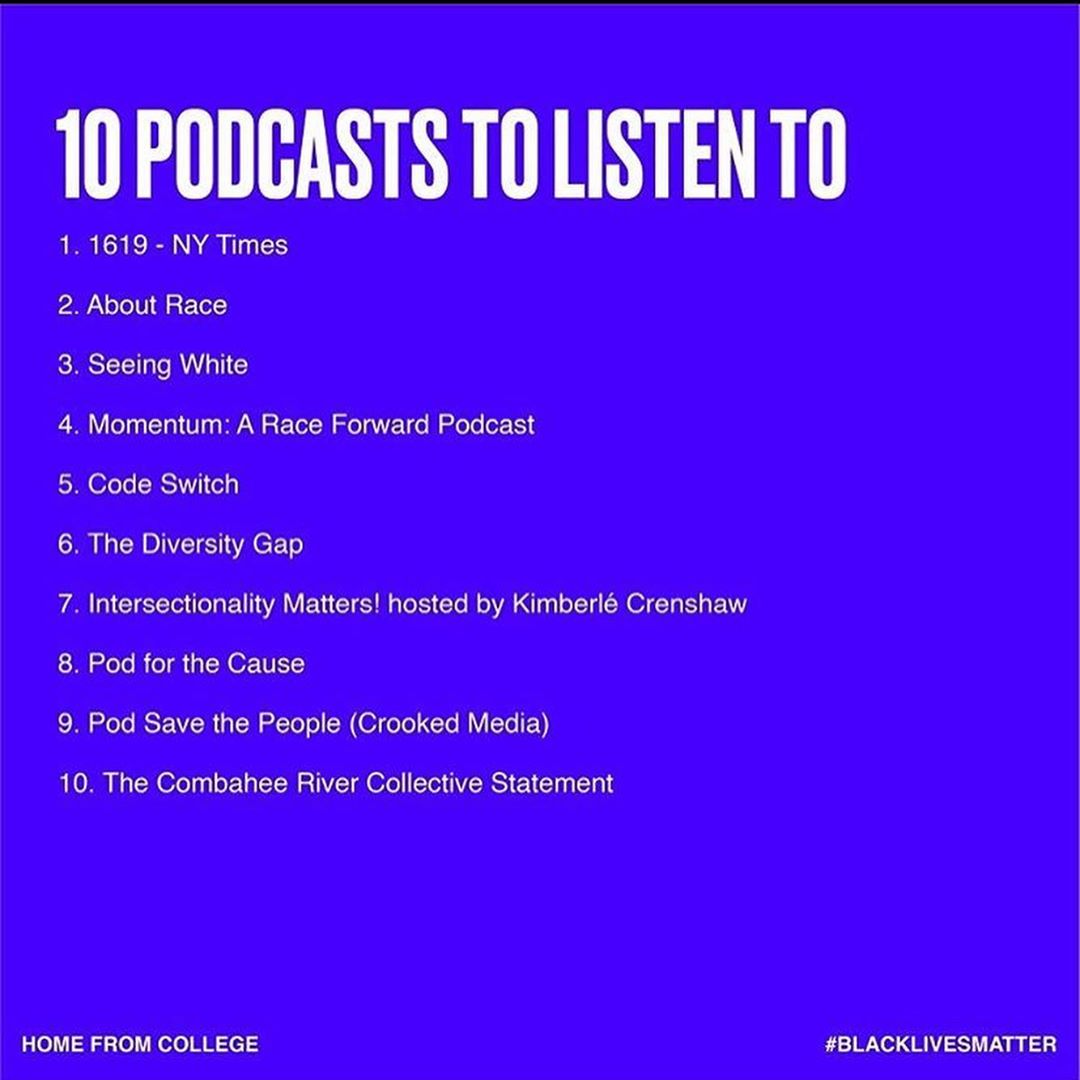 10 PODCASTS TO LISTEN TO
1. 1619 - NY Times
2. About Race
3. Seeing White
4. Momentum: A Race Forward Podcast
5. Code Switch
6. The Diversity Gap
7. Intersectionality Matters! hosted by Kimberlé Crenshaw
8. Pod for the Cause
9. Pod Save the People (Crooked Media)
10. The Combahee River Collective Statement
HOME FROM COLLEGE
#BLACKLIVESMATTER